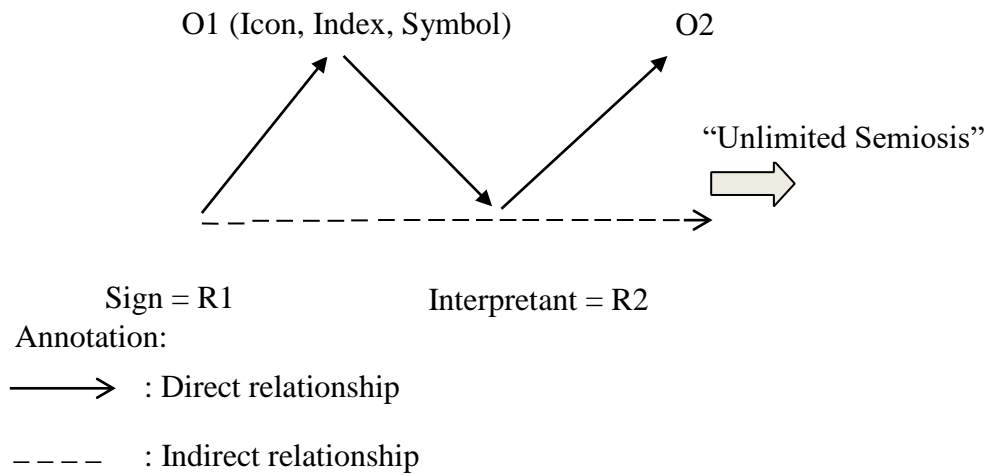 O1 (Icon, Index, Symbol) O2
“Unlimited Semiosis”
Sign = R1 Interpretant = R2
Annotation:
: Direct relationship
: Indirect relationship